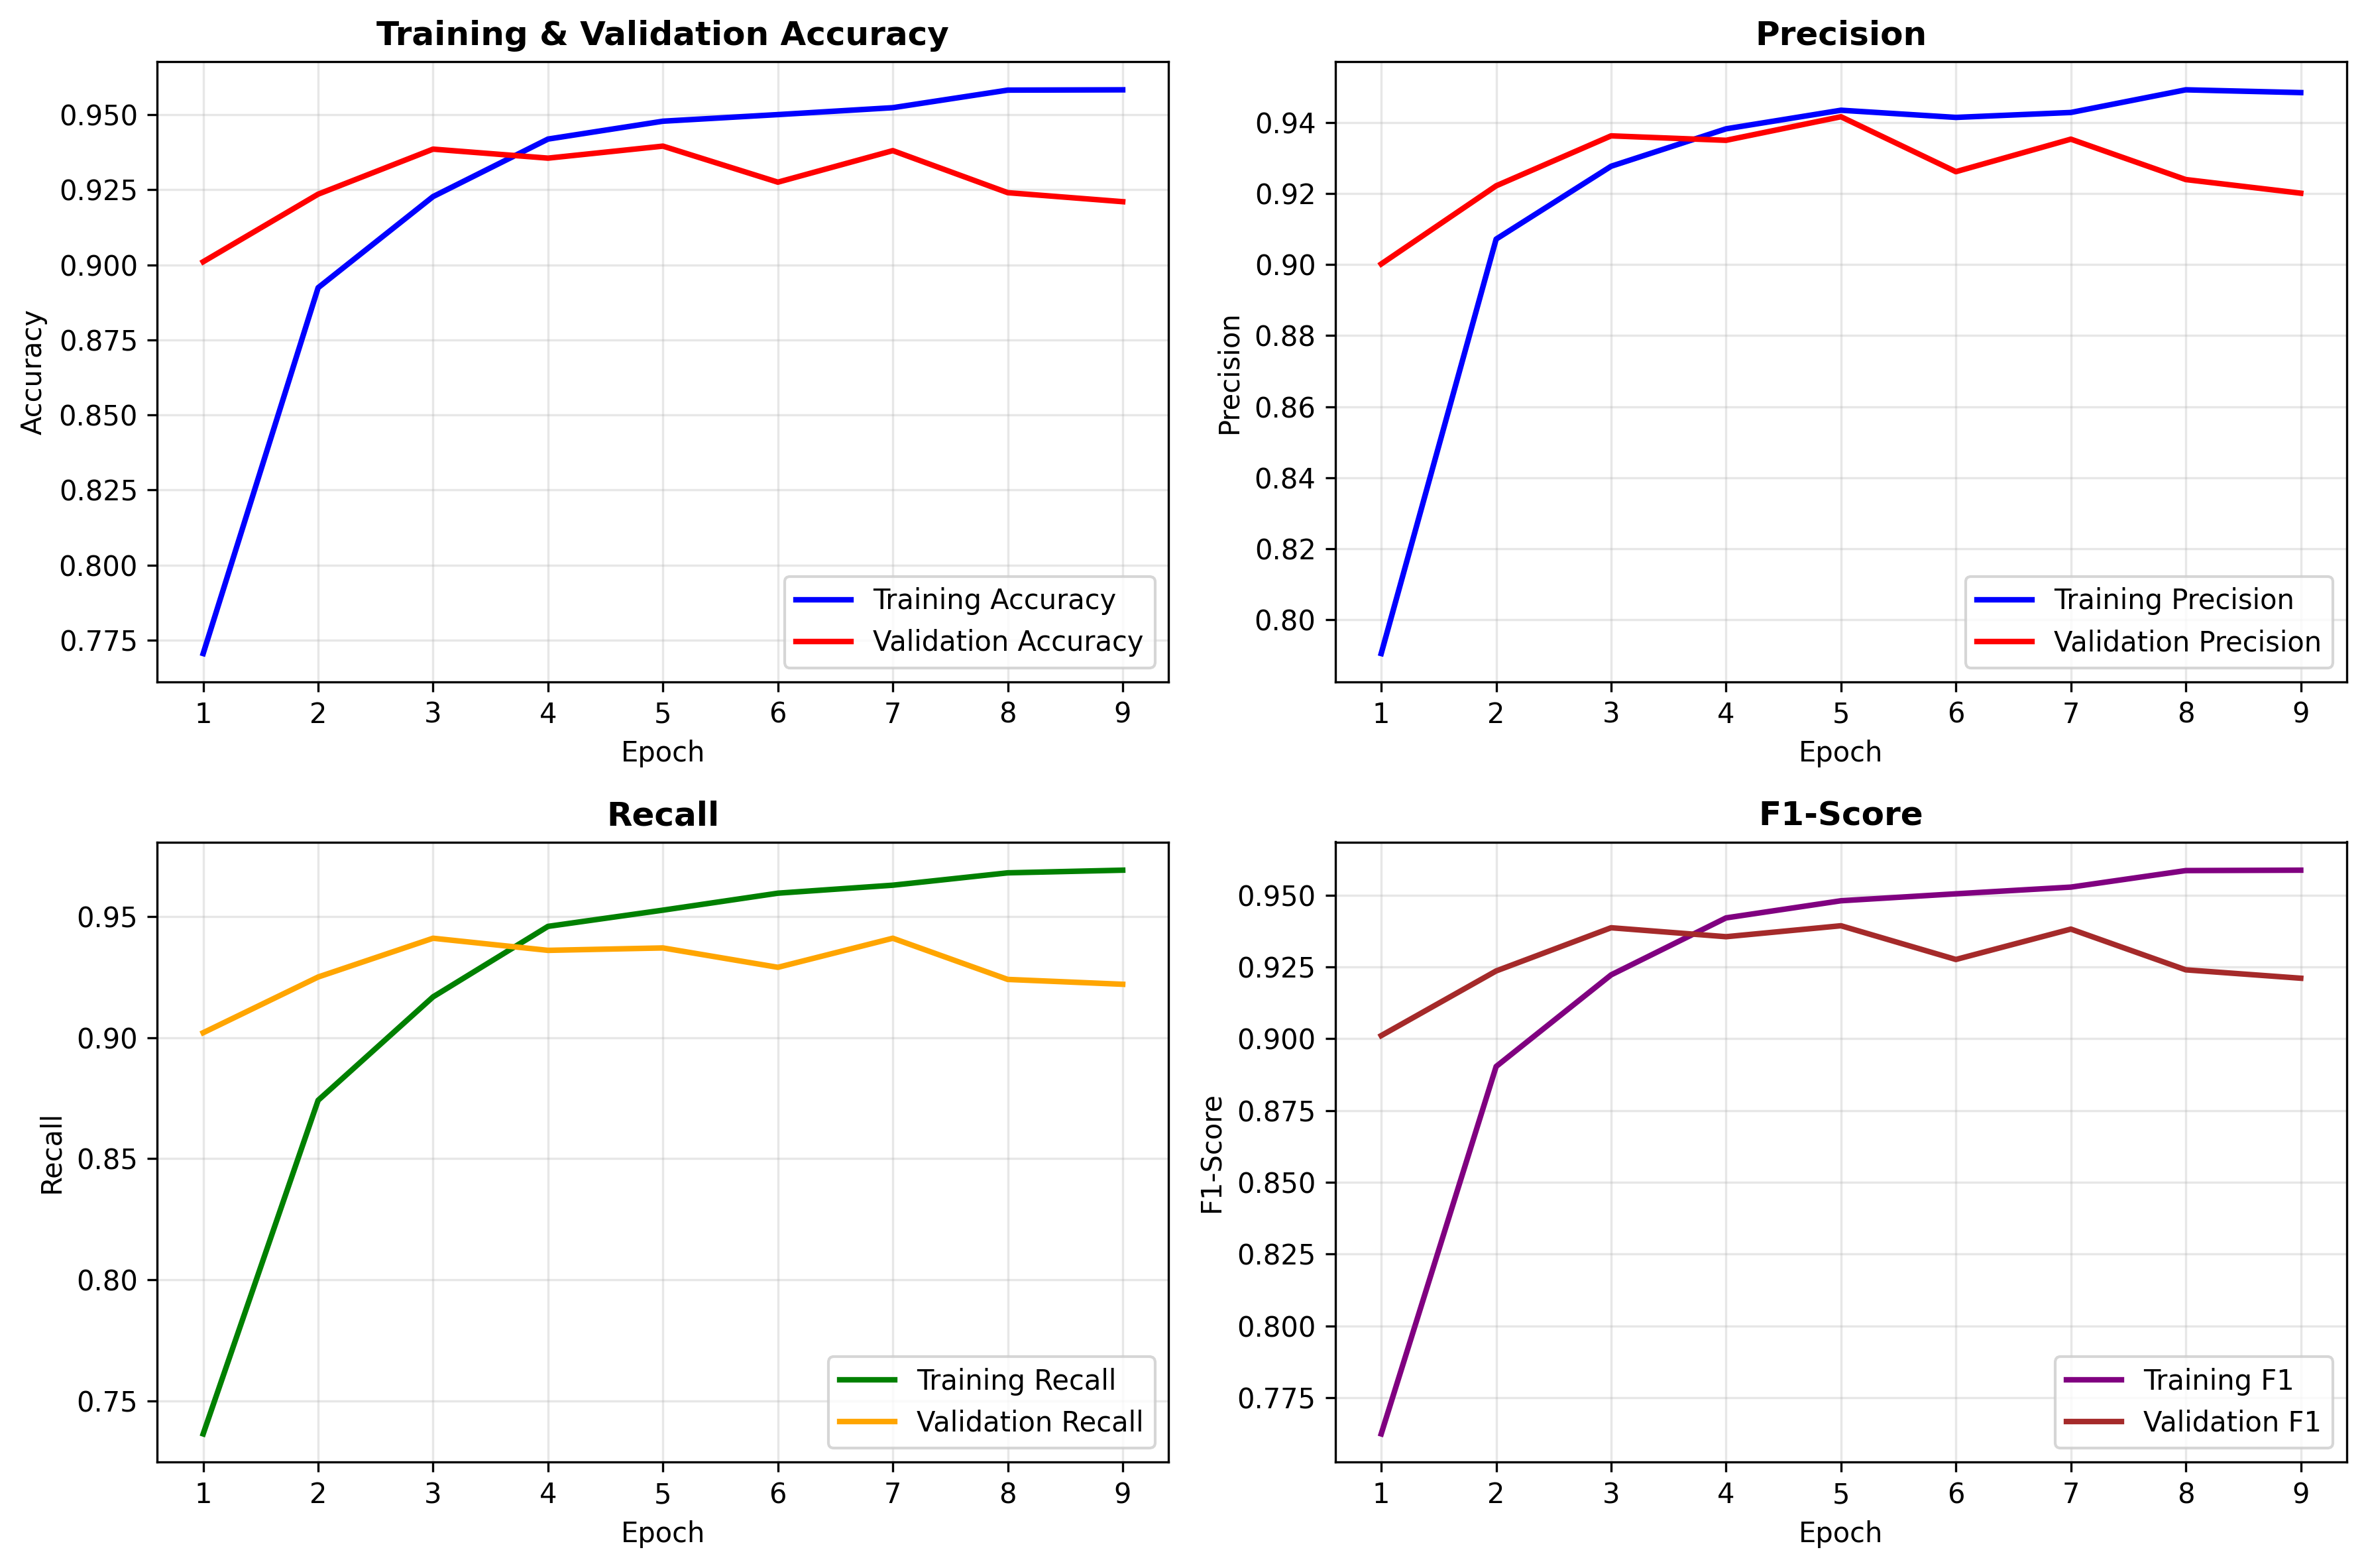 Training & Validation Accuracy
Accuracy
0.950
0.925
0.900
0.875
0.850
0.825
0.800
0.775
Training Accuracy
Validation Accuracy
1 2 3 4 5 6 7 8 9
Epoch
Precision
Precision
0.94
0.92
0.90
0.88
0.86
0.84
0.82
0.80
Training Precision
Validation Precision
1 2 3 4 5 6 7 8 9
Epoch
Recall
Recall
0.95
0.90
0.85
0.80
0.75
Training Recall
Validation Recall
1 2 3 4 5 6 7 8 9
Epoch
F1-Score
F1-Score
0.950
0.925
0.900
0.875
0.850
0.825
0.800
0.775
Training F1
Validation F1
1 2 3 4 5 6 7 8 9
Epoch